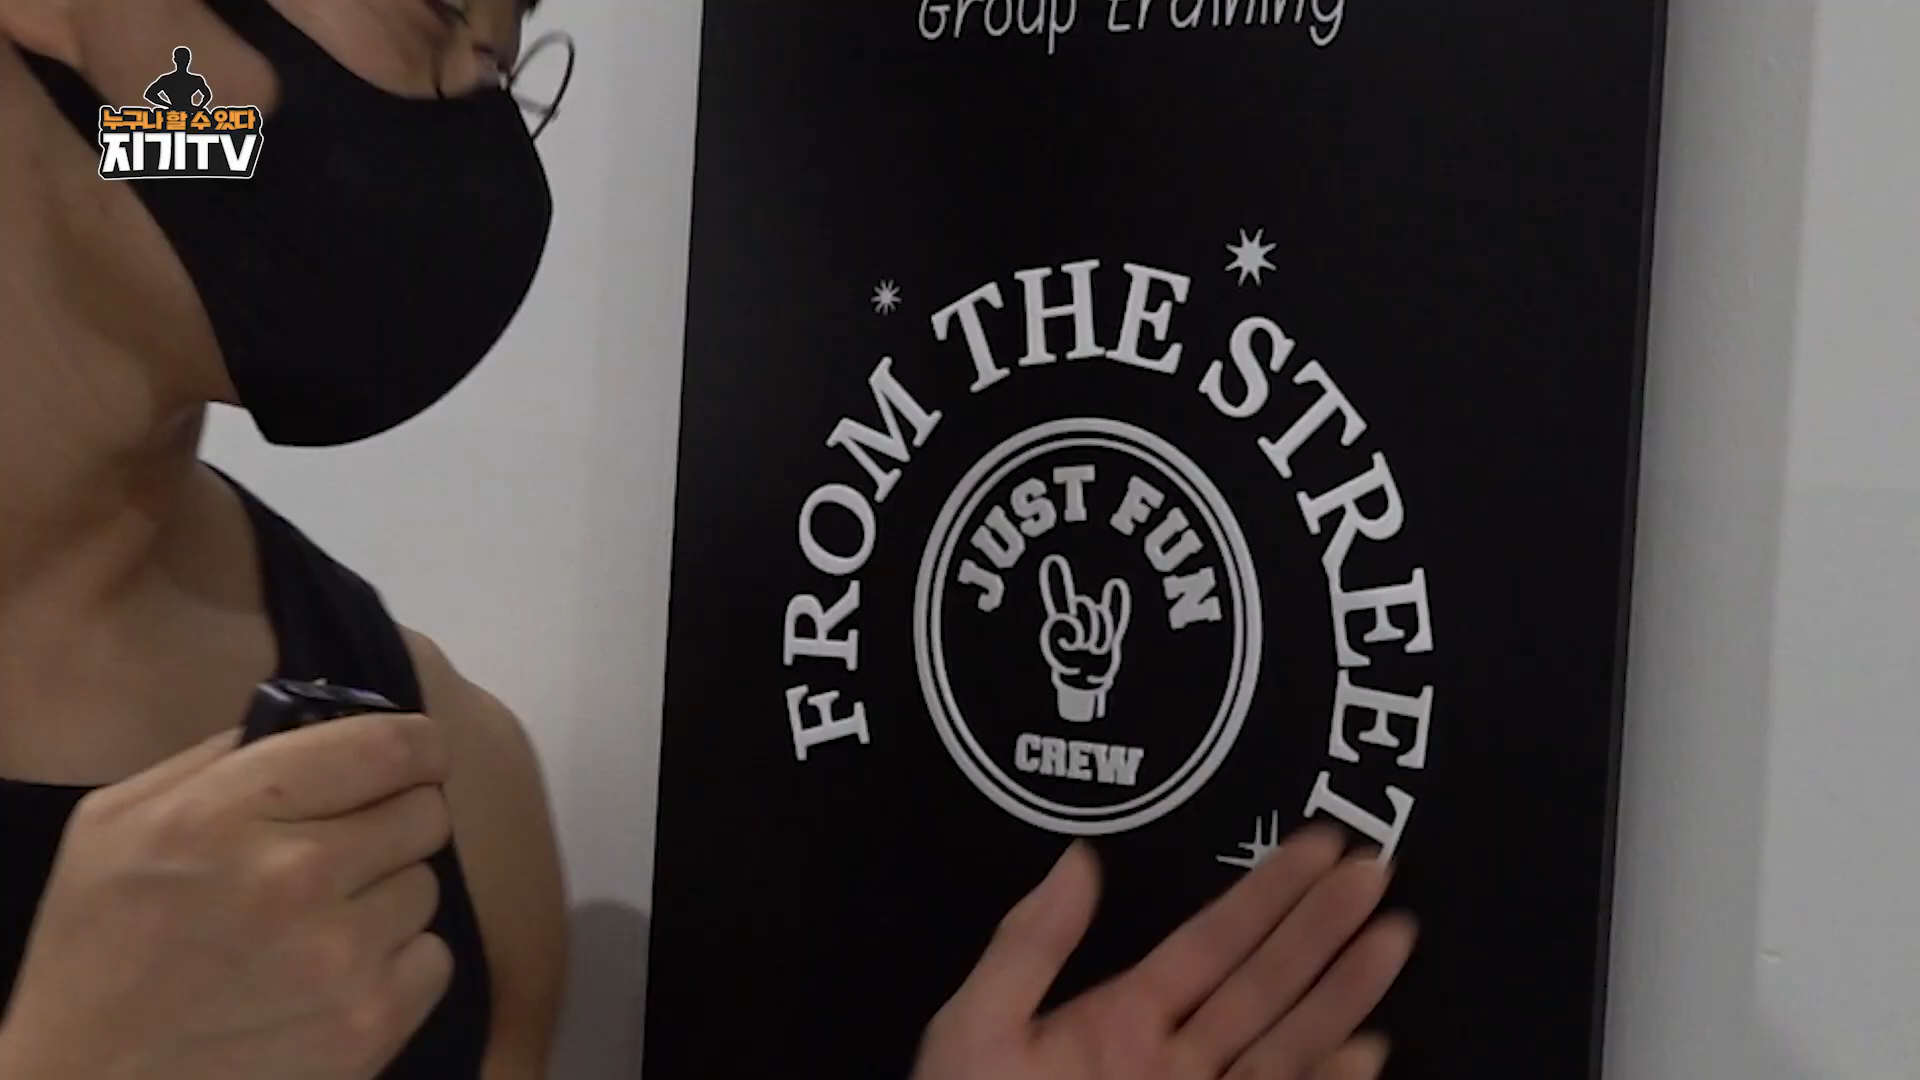 Group training
누구나 할 수 있다
지기TV
FROM THE STREET
JUST FUN
CREW